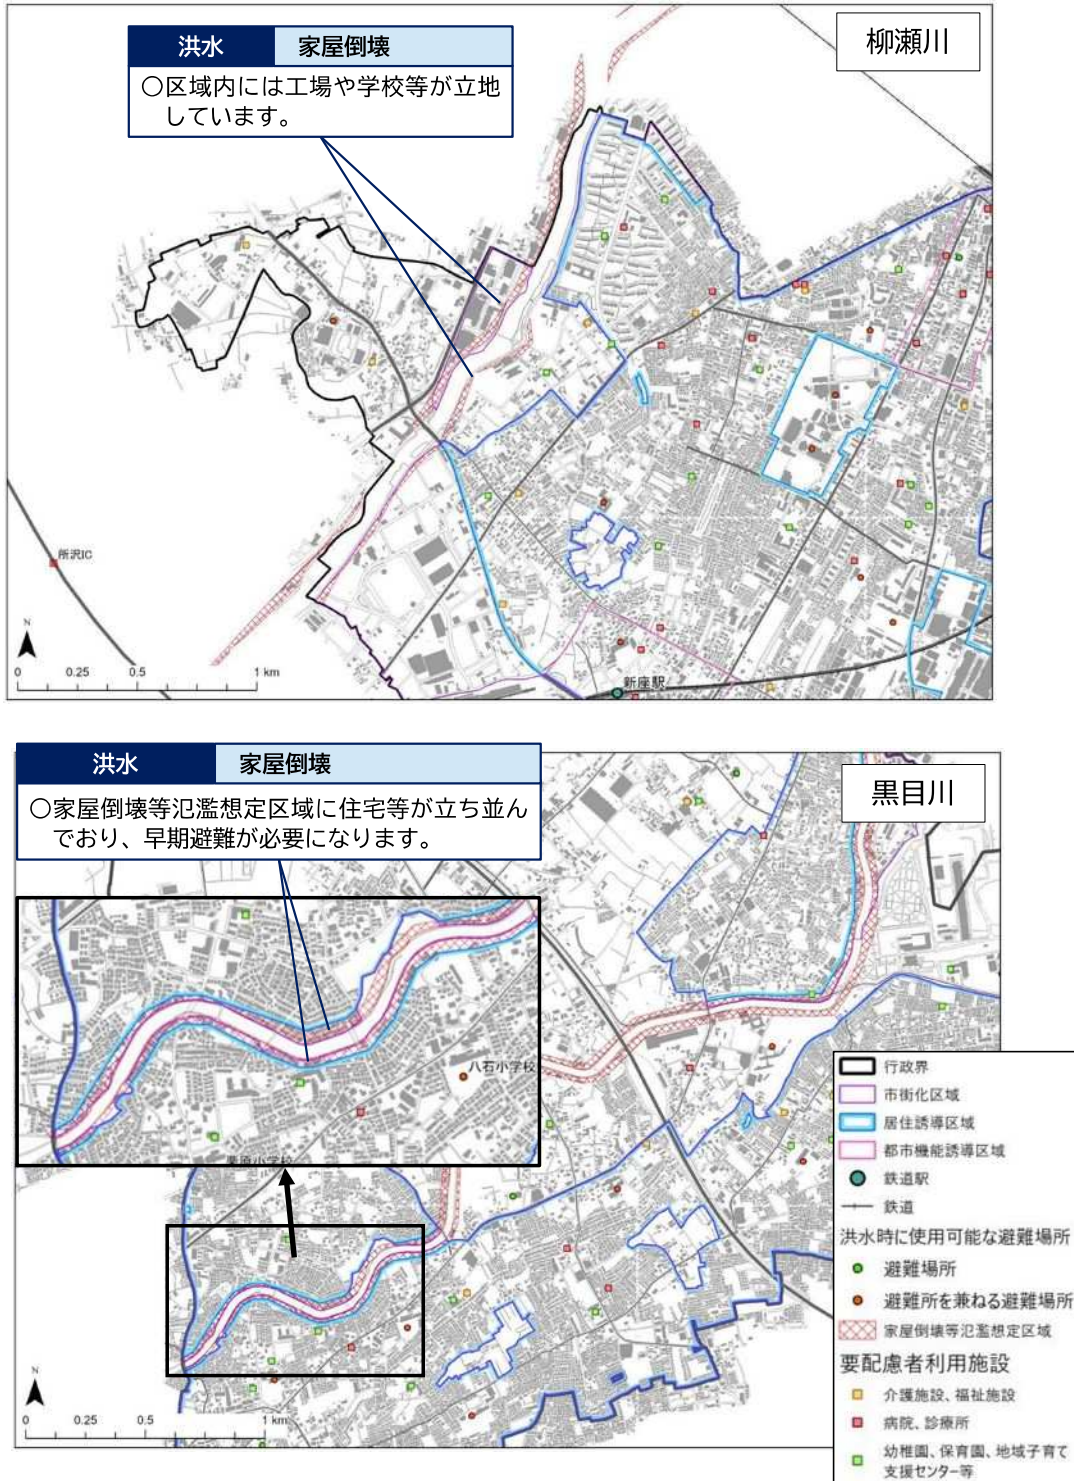 柳瀬川
洪水 家屋倒壊
○区域内には工場や学校等が立地
しています。
所沢IC
新座駅
N
0 0.25 0.5 1 km
黒目川
洪水 家屋倒壊
○家屋倒壊等氾濫想定区域に住宅等が立ち並ん
でおり、早期避難が必要になります。
八石小学校
栗原小学校
N
0 0.25 0.5 1 km
行政界
市街化区域
居住誘導区域
都市機能誘導区域
鉄道駅
鉄道
洪水時に使用可能な避難場所
避難場所
避難所を兼ねる避難場所
家屋倒壊等氾濫想定区域
要配慮者利用施設
介護施設、福祉施設
病院、診療所
幼稚園、保育園、地域子育て
支援センター等